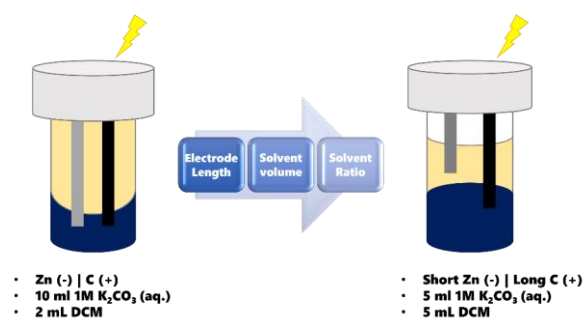 Electrode Length
Solvent volume
Solvent Ratio
· Zn (-) | C (+)
· 10 ml 1M K₂CO₃ (aq.)
· 2 mL DCM
· Short Zn (-) | Long C (+)
· 5 ml 1M K₂CO₃ (aq.)
· 5 mL DCM